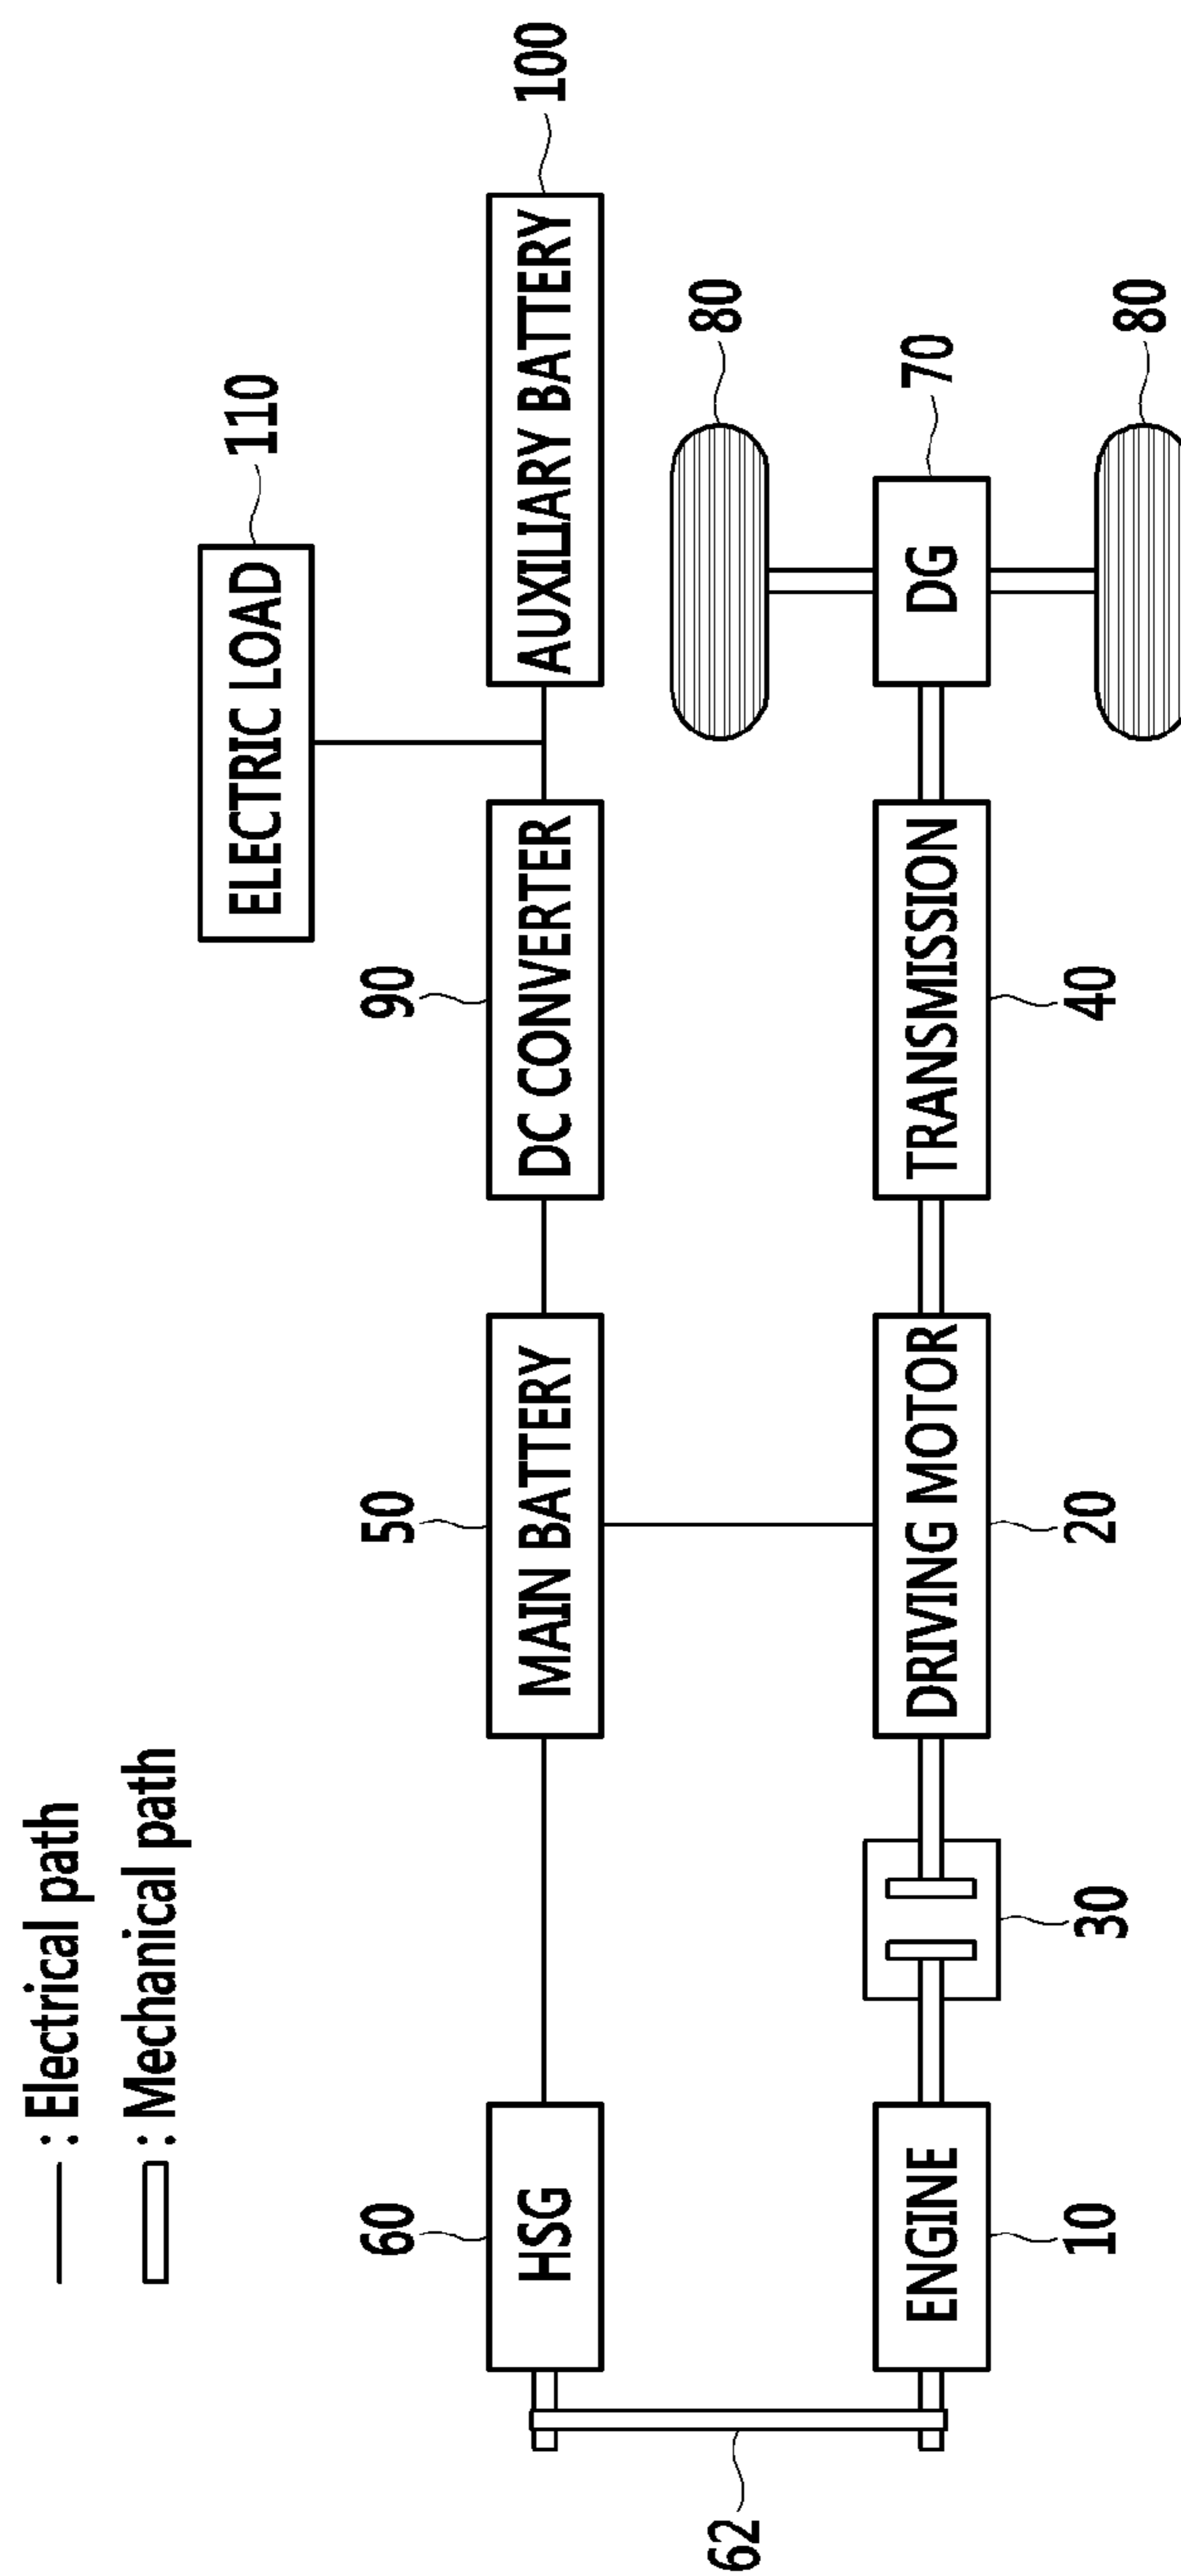 : Electrical path
: Mechanical path
110
ELECTRIC LOAD
60
50
90
100
HSG
MAIN BATTERY
DC CONVERTER
AUXILIARY BATTERY
62
80
70
ENGINE
DRIVING MOTOR
TRANSMISSION
DG
10
30
20
40
80